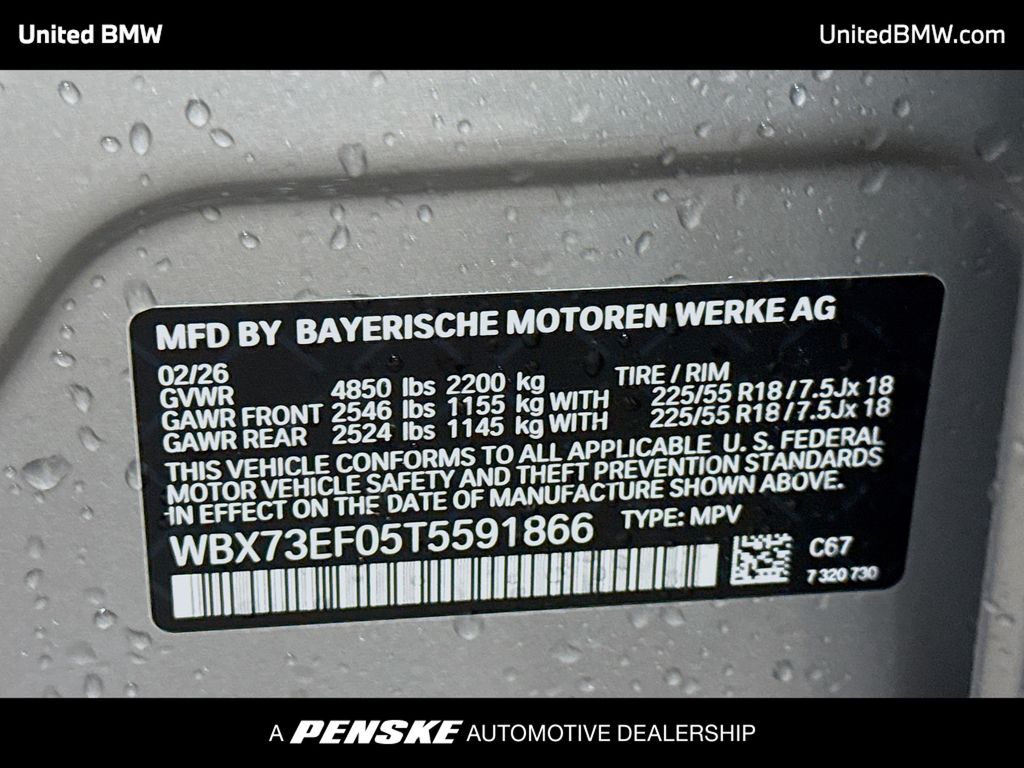 United BMW
UnitedBMW.com
MFD BY BAYERISCHE MOTOREN WERKE AG
02/26
TIRE / RIM
GVWR 4850 lbs 2200 kg
GAWR FRONT 2546 lbs 1155 kg WITH 225/55 R18 / 7.5Jx 18
GAWR REAR 2524 lbs 1145 kg WITH 225/55 R18 / 7.5Jx 18
THIS VEHICLE CONFORMS TO ALL APPLICABLE U. S. FEDERAL
MOTOR VEHICLE SAFETY AND THEFT PREVENTION STANDARDS
IN EFFECT ON THE DATE OF MANUFACTURE SHOWN ABOVE.
WBX73EF05T5591866 TYPE: MPV
C67
7 320 730
A PENSKE AUTOMOTIVE DEALERSHIP